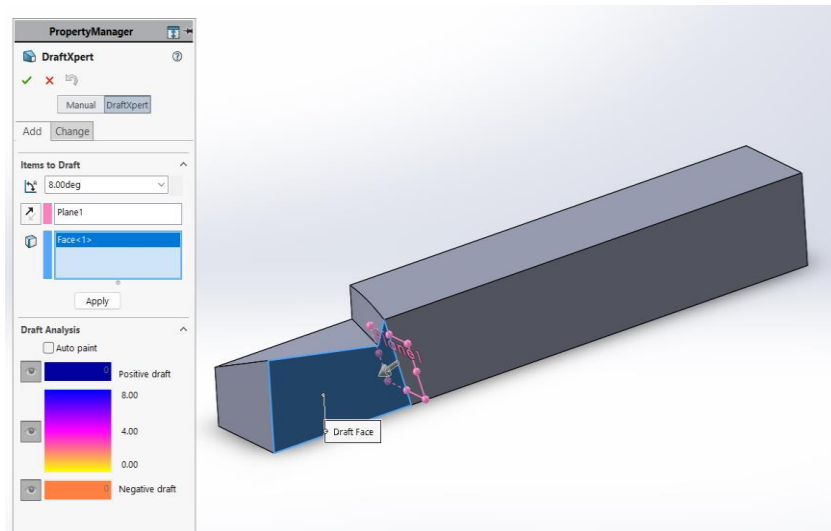 PropertyManager
DraftXpert
Manual DraftXpert
Add Change
Items to Draft
8.00deg
Plane1
Face<1>
Apply
Draft Analysis
Auto paint
0 Positive draft
8.00
4.00
0.00
0 Negative draft
Plane1
Draft Face